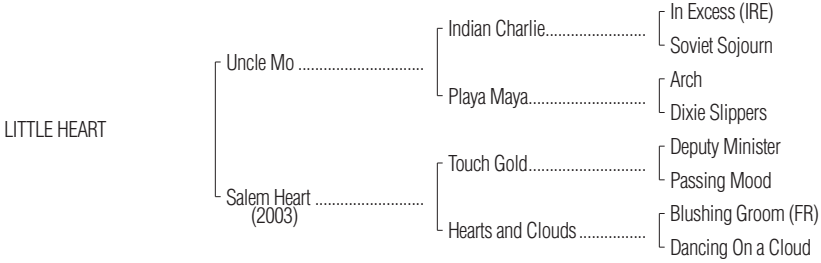 In Excess (IRE)
Indian Charlie.........................
Soviet Sojourn
Uncle Mo ..............................
Arch
Playa Maya.............................
Dixie Slippers
LITTLE HEART
Deputy Minister
Touch Gold.............................
Passing Mood
Salem Heart ..........................
(2003)
Blushing Groom (FR)
Hearts and Clouds ................
Dancing On a Cloud